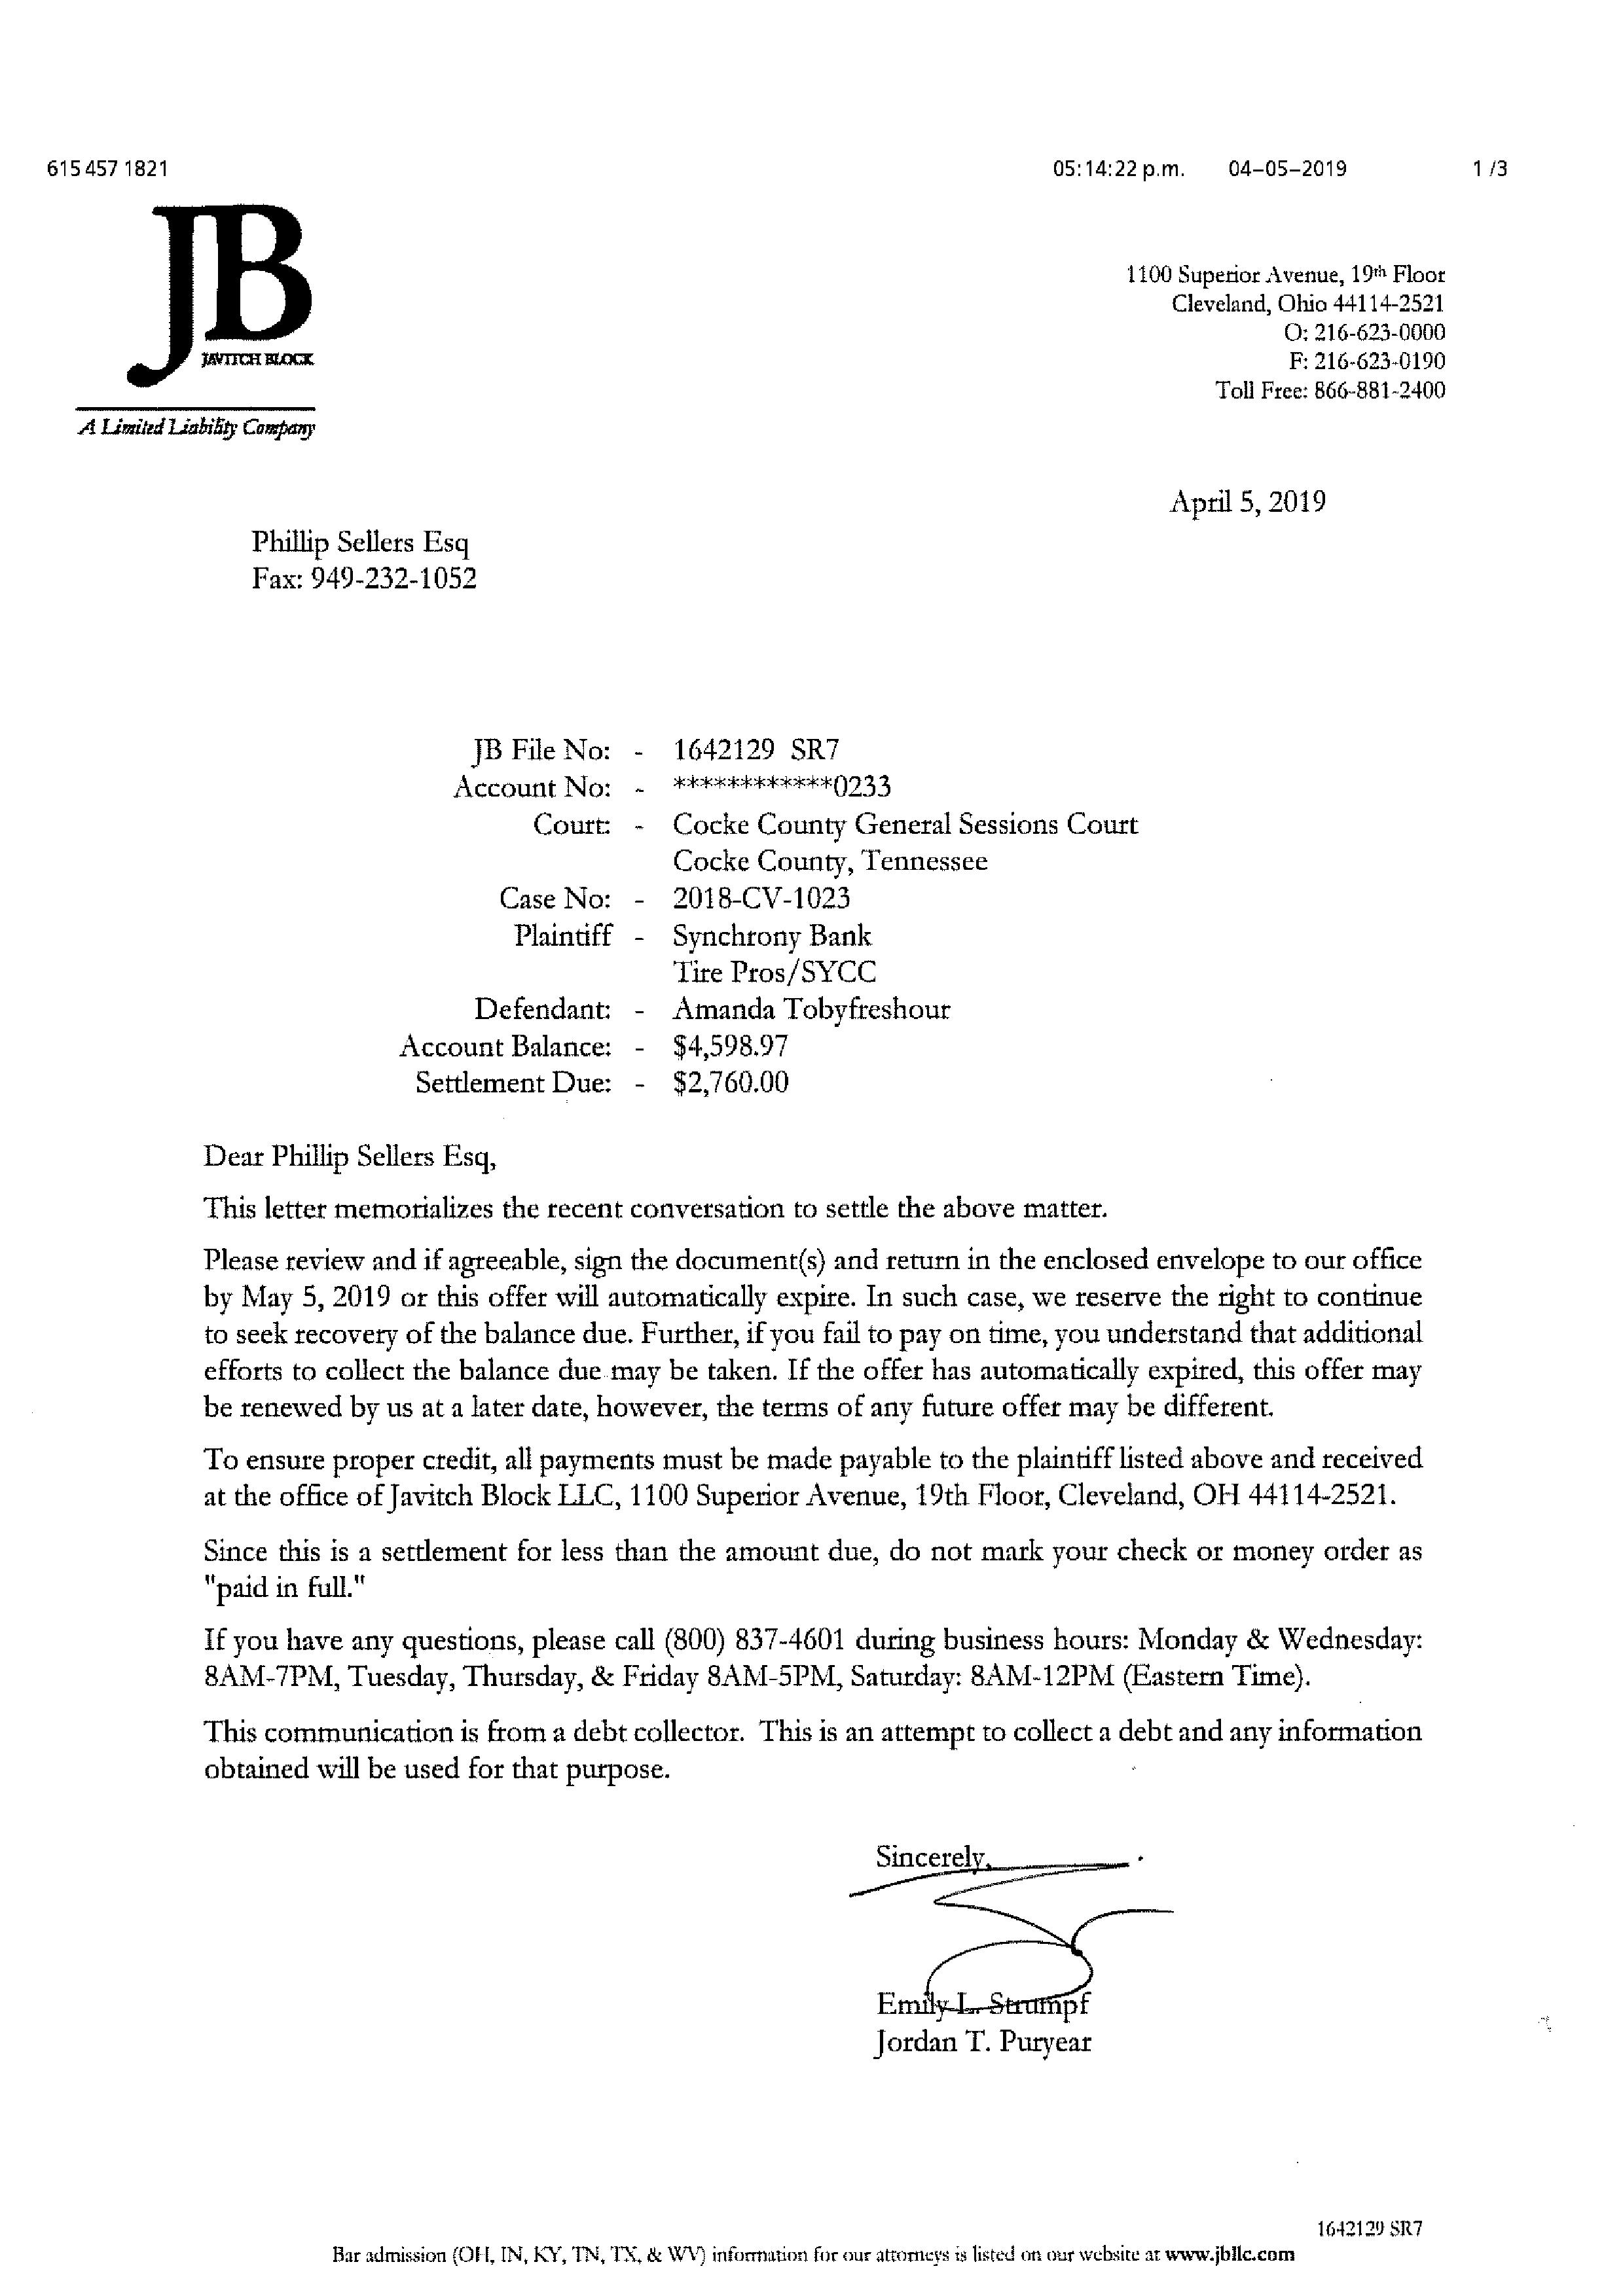 615 457 1821 05:14:22 p.m. 04-05-2019 1 /3
JB
JAVITCH BLOCK
A Limited Liability Company
1100 Superior Avenue, 19th Floor
Cleveland, Ohio 44114-2521
O: 216-623-0000
F: 216-623-0190
Toll Free: 866-881-2400
April 5, 2019
Phillip Sellers Esq
Fax: 949-232-1052
JB File No: - 1642129 SR7
Account No: - ************0233
Court: - Cocke County General Sessions Court
Cocke County, Tennessee
Case No: - 2018-CV-1023
Plaintiff - Synchrony Bank
Tire Pros/SYCC
Defendant: - Amanda Tobyfreshour
Account Balance: - $4,598.97
Settlement Due: - $2,760.00
Dear Phillip Sellers Esq,
This letter memorializes the recent conversation to settle the above matter.
Please review and if agreeable, sign the document(s) and return in the enclosed envelope to our office
by May 5, 2019 or this offer will automatically expire. In such case, we reserve the right to continue
to seek recovery of the balance due. Further, if you fail to pay on time, you understand that additional
efforts to collect the balance due may be taken. If the offer has automatically expired, this offer may
be renewed by us at a later date, however, the terms of any future offer may be different.
To ensure proper credit, all payments must be made payable to the plaintiff listed above and received
at the office of Javitch Block LLC, 1100 Superior Avenue, 19th Floor, Cleveland, OH 44114-2521.
Since this is a settlement for less than the amount due, do not mark your check or money order as
"paid in full."
If you have any questions, please call (800) 837-4601 during business hours: Monday & Wednesday:
8AM-7PM, Tuesday, Thursday, & Friday 8AM-5PM, Saturday: 8AM-12PM (Eastern Time).
This communication is from a debt collector. This is an attempt to collect a debt and any information
obtained will be used for that purpose.
Sincerely,
Emily L. Strumpf
Jordan T. Puryear
1642129 SR7
Bar admission (OH, IN, KY, TN, TX, & WV) information for our attorneys is listed on our website at www.jbllc.com